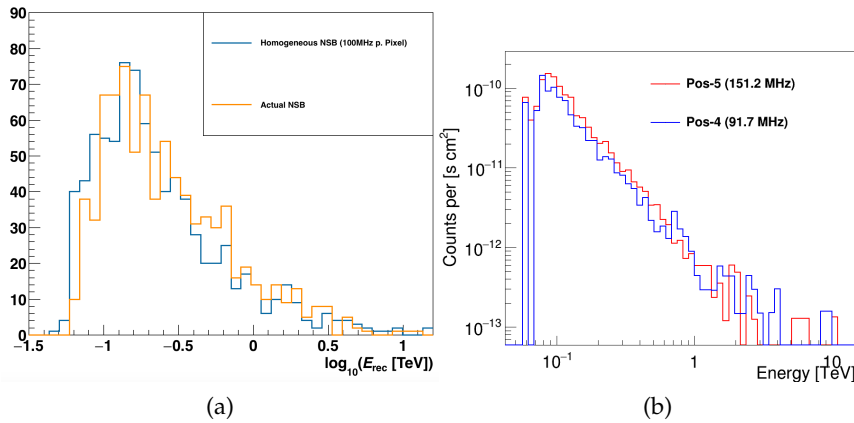 90
80
70
60
50
40
30
20
10
0
Homogeneous NSB (100MHz p. Pixel)
Actual NSB
−1.5 −1 −0.5 0 0.5 1
log10(Erec [TeV])
(a)
Counts per [s cm2]
10−10
10−11
10−12
10−13
Pos-5 (151.2 MHz)
Pos-4 (91.7 MHz)
10−1 1 10
Energy [TeV]
(b)